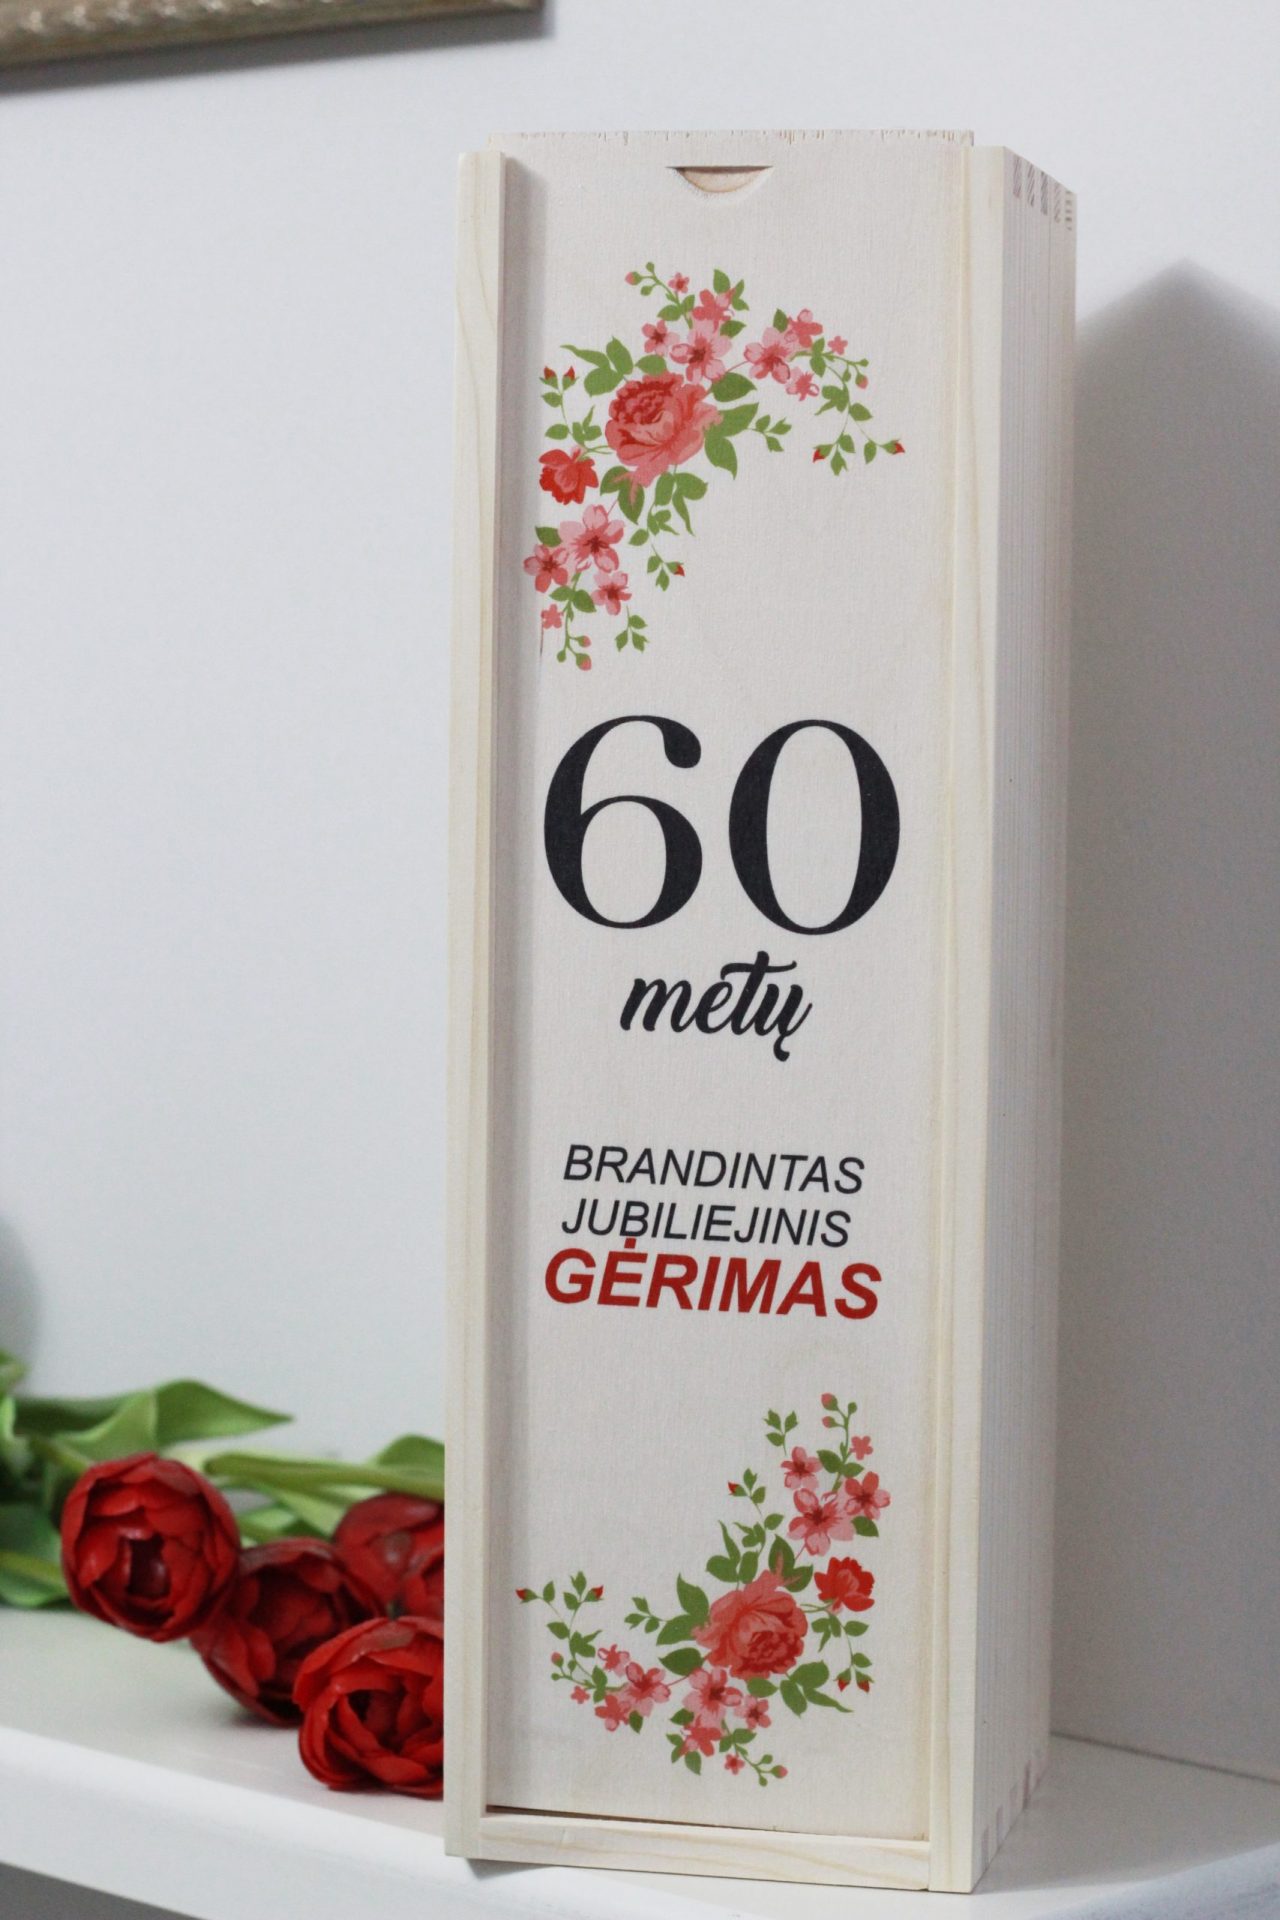 60
metų
BRANDINTAS
JUBILIEJINIS
GĖRIMAS